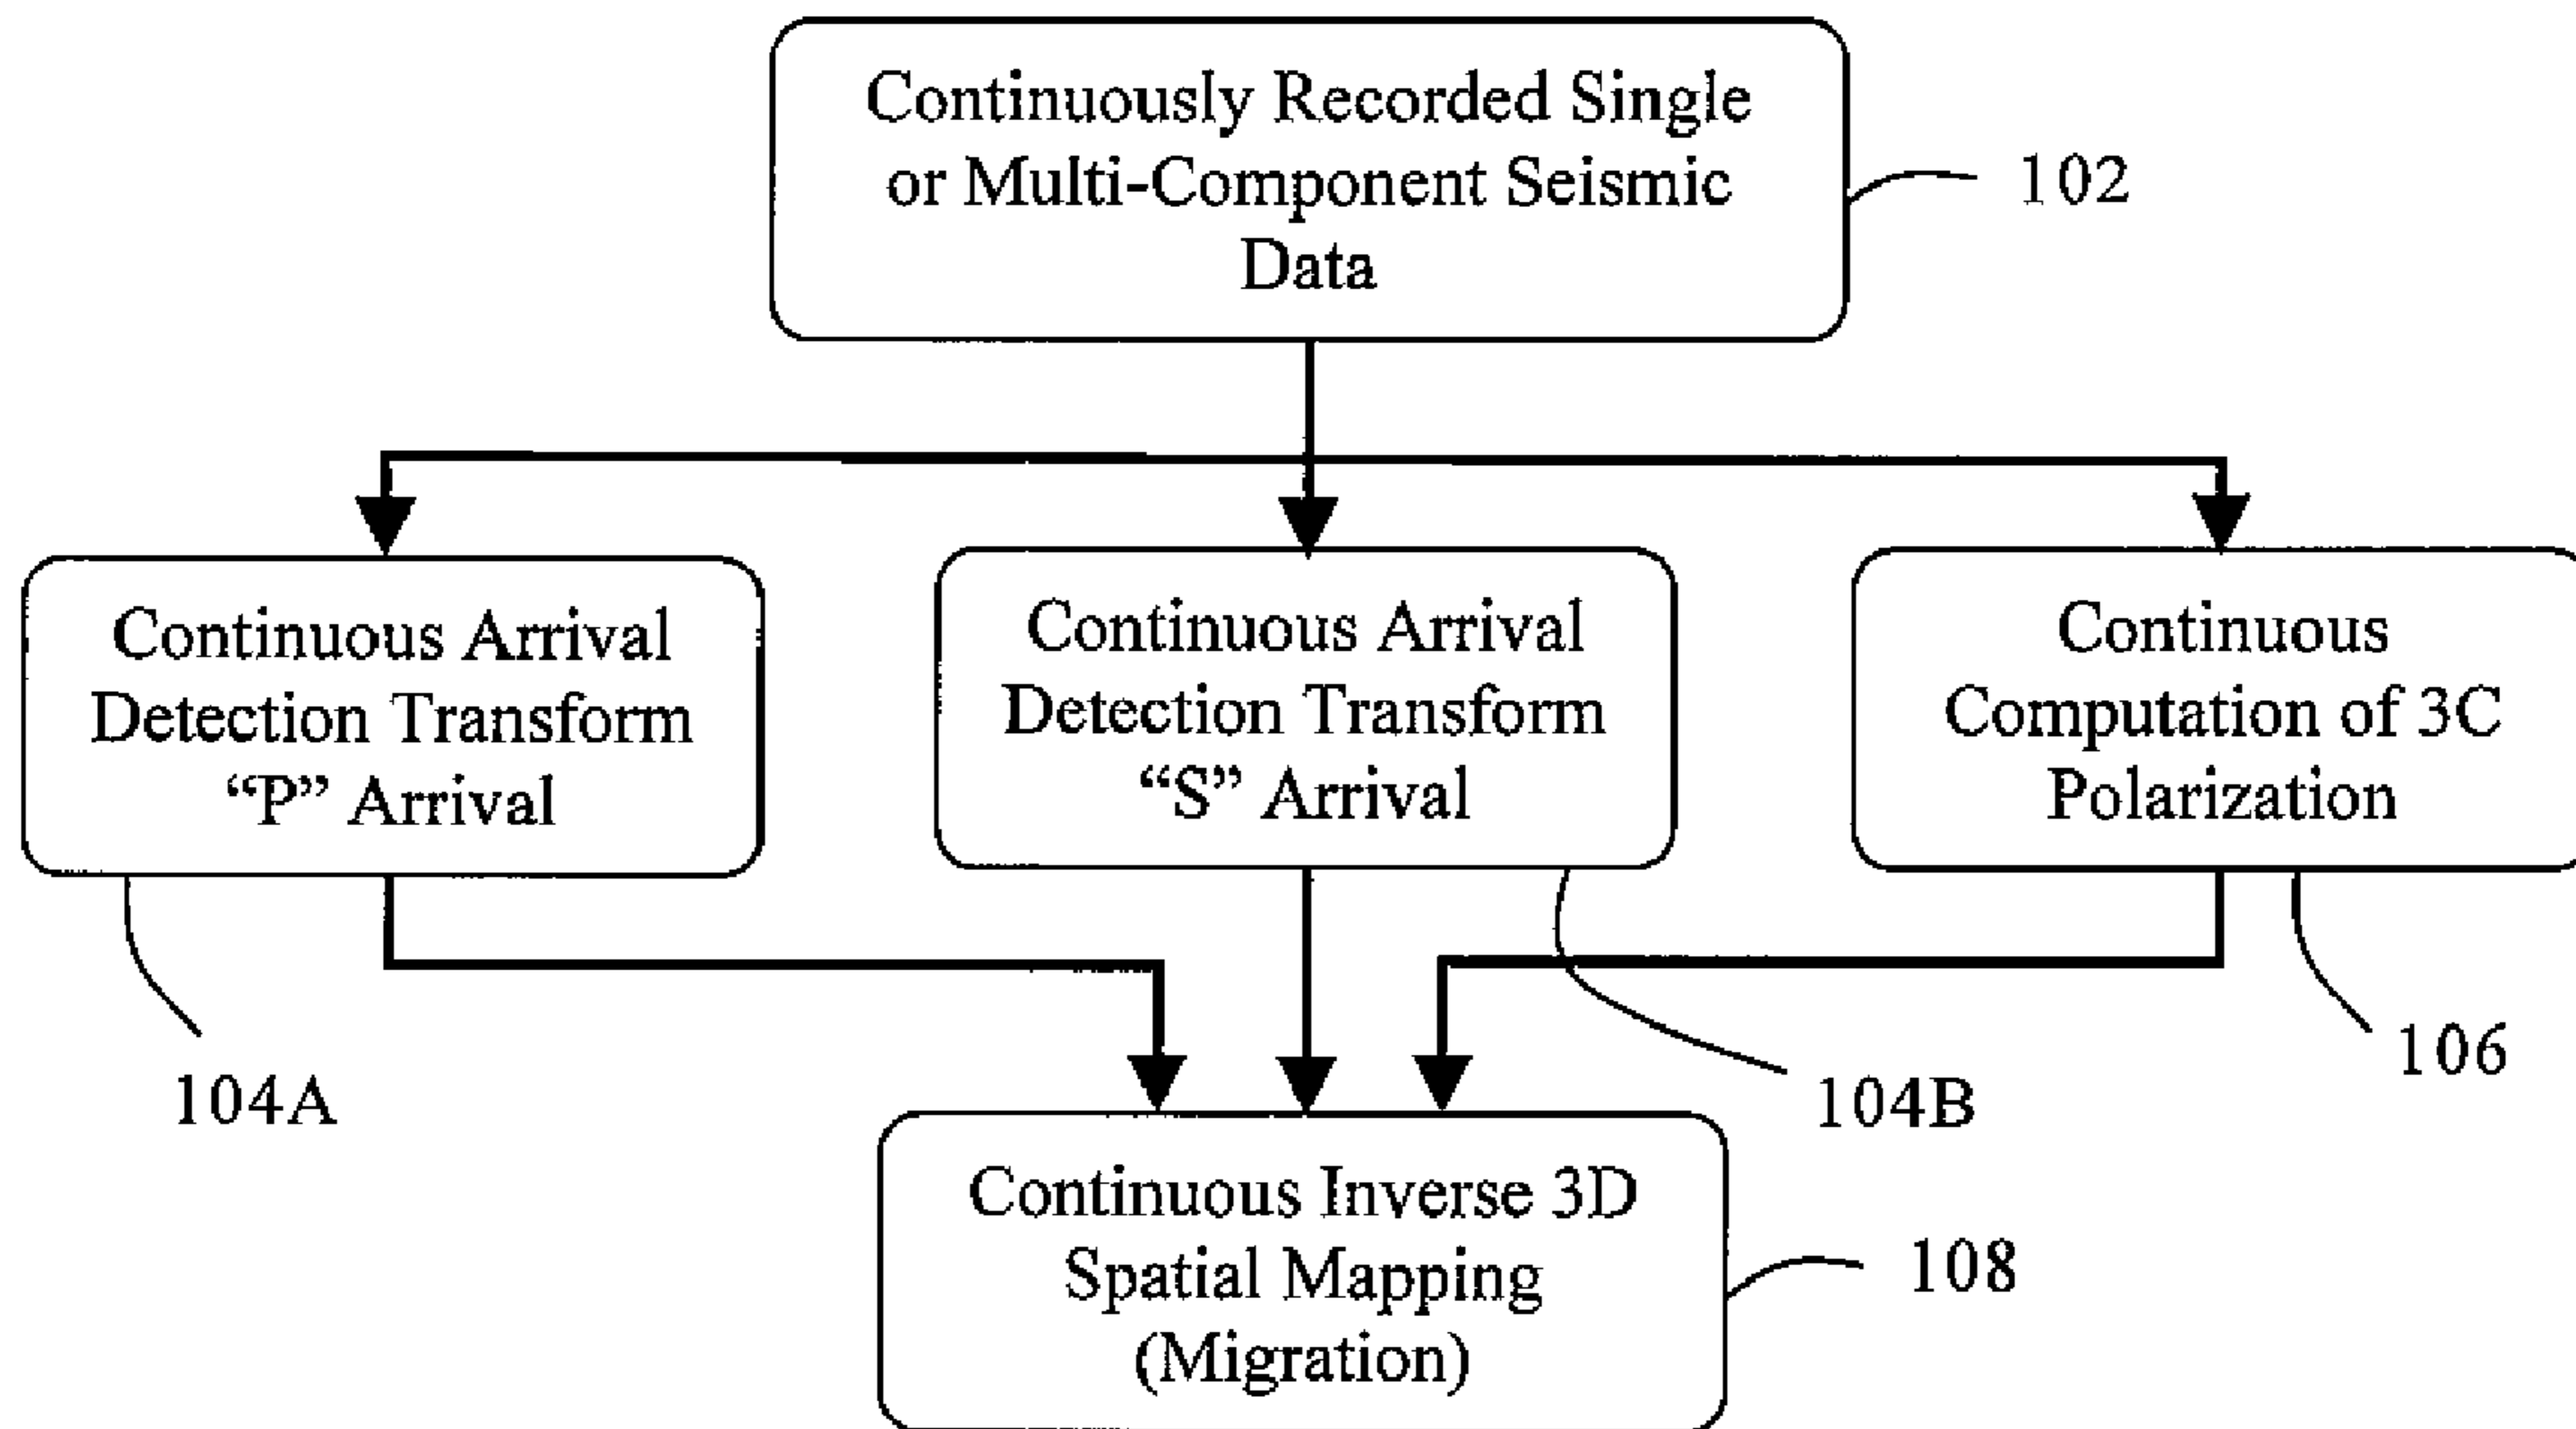 Continuously Recorded Single
or Multi-Component Seismic
Data
102
Continuous Arrival
Detection Transform
“P” Arrival
Continuous Arrival
Detection Transform
“S” Arrival
Continuous
Computation of 3C
Polarization
104A
104B
106
Continuous Inverse 3D
Spatial Mapping
(Migration)
108